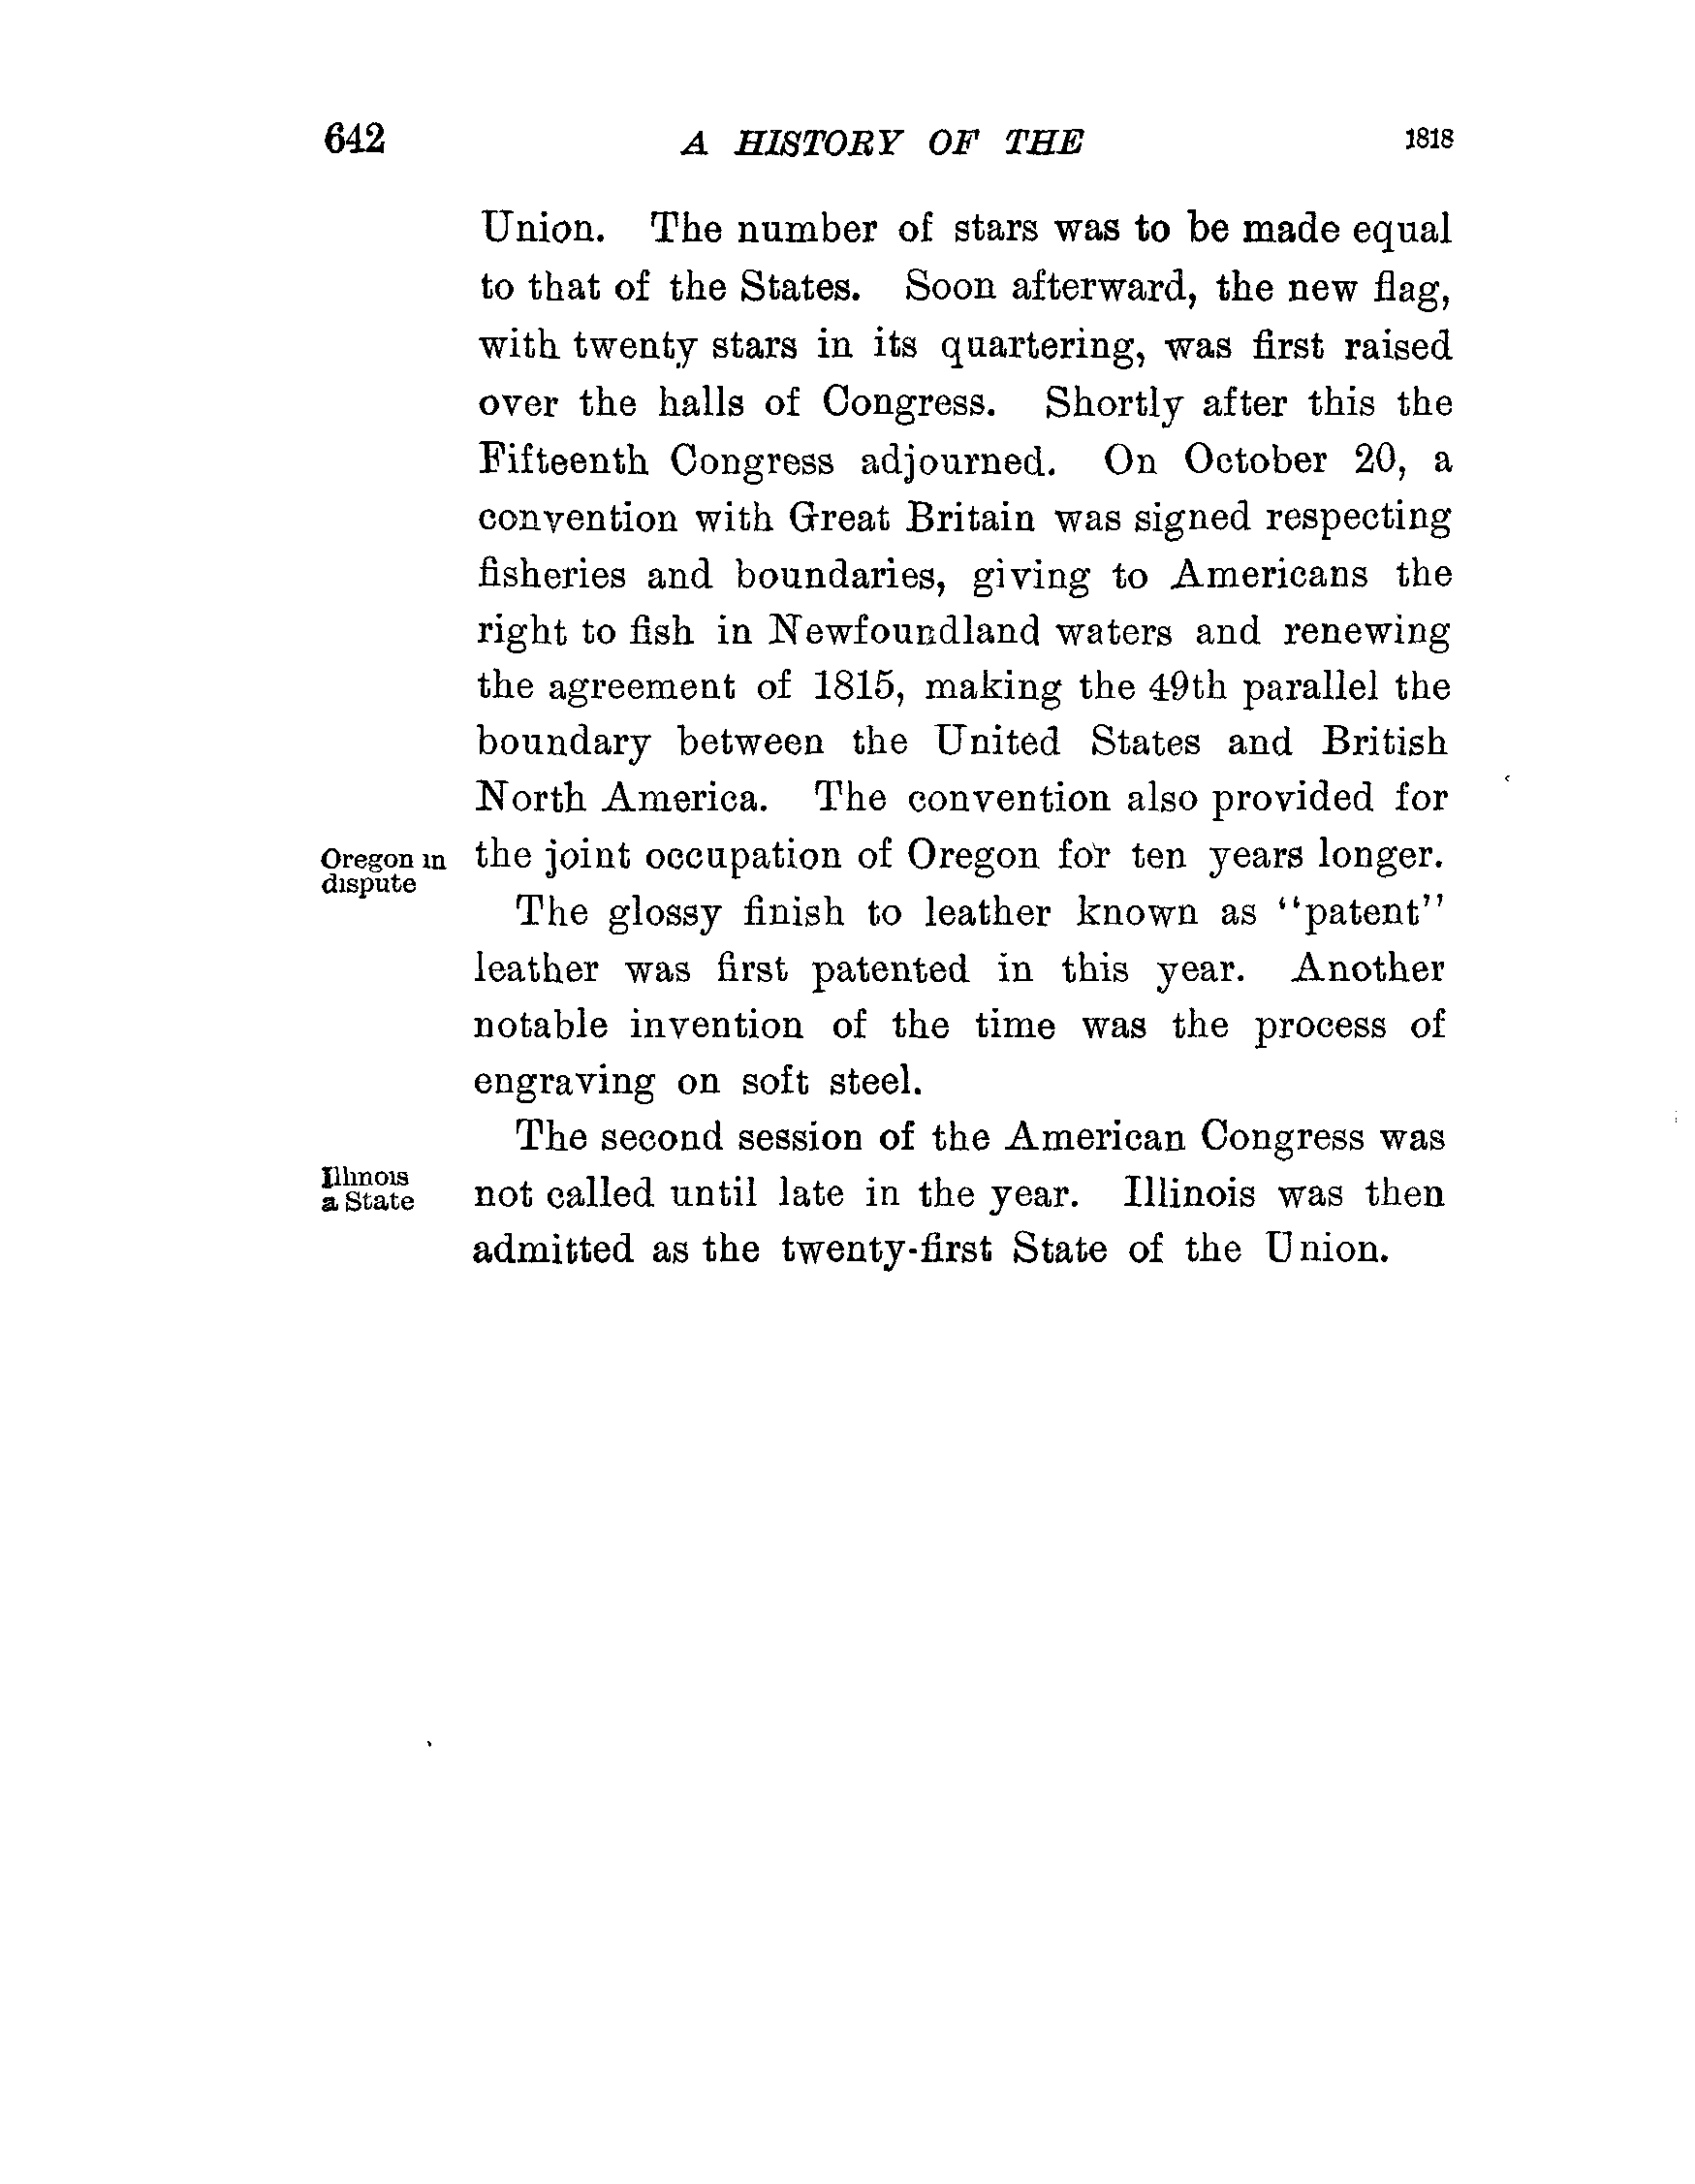 642 A HISTORY OF THE 1818
Union. The number of stars was to be made equal
to that of the States. Soon afterward, the new flag,
with twenty stars in its quartering, was first raised
over the halls of Congress. Shortly after this the
Fifteenth Congress adjourned. On October 20, a
convention with Great Britain was signed respecting
fisheries and boundaries, giving to Americans the
right to fish in Newfoundland waters and renewing
the agreement of 1815, making the 49th parallel the
boundary between the United States and British
North America. The convention also provided for
Oregon in
dispute
the joint occupation of Oregon for ten years longer.
The glossy finish to leather known as "patent"
leather was first patented in this year. Another
notable invention of the time was the process of
engraving on soft steel.
The second session of the American Congress was
Illinois
a State
not called until late in the year. Illinois was then
admitted as the twenty-first State of the Union.